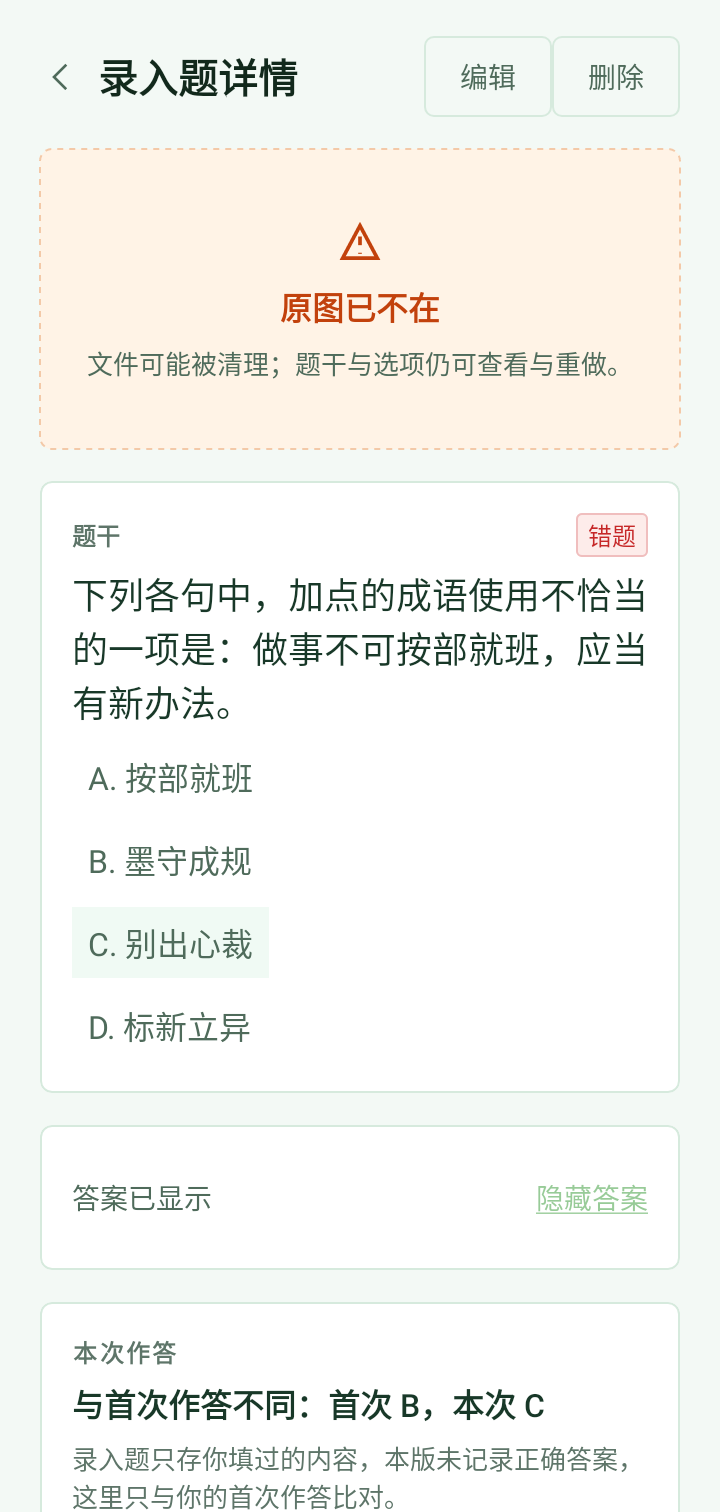 录入题详情
编辑
删除
原图已不在
文件可能被清理；题干与选项仍可查看与重做。
题干
错题
下列各句中，加点的成语使用不恰当
的一项是：做事不可按部就班，应当
有新办法。
A. 按部就班
B. 墨守成规
C. 别出心裁
D. 标新立异
答案已显示
隐藏答案
本次作答
与首次作答不同：首次 B，本次 C
录入题只存你填过的内容，本版未记录正确答案，
这里只与你的首次作答比对。